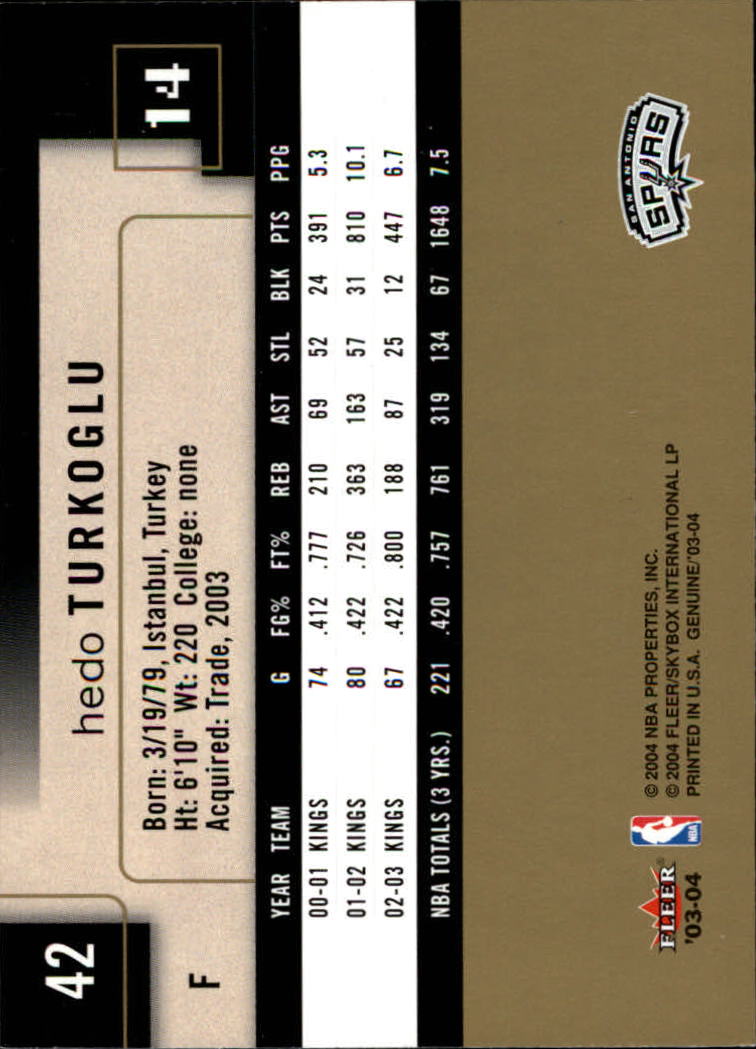 42
hedo TURKOGLU
14
F
Born: 3/19/79, Istanbul, Turkey
Ht: 6'10" Wt: 220 College: none
Acquired: Trade, 2003
YEAR TEAM G FG% FT% REB AST STL BLK PTS PPG
00-01 KINGS 74 .412 .777 210 69 52 24 391 5.3
01-02 KINGS 80 .422 .726 363 163 57 31 810 10.1
02-03 KINGS 67 .422 .800 188 87 25 12 447 6.7
NBA TOTALS (3 YRS.) 221 .420 .757 761 319 134 67 1648 7.5
FLEER®
'03-04
NBA
© 2004 NBA PROPERTIES, INC.
© 2004 FLEER/SKYBOX INTERNATIONAL LP
PRINTED IN U.S.A. GENUINE/'03-04
SAN ANTONIO
SPURS